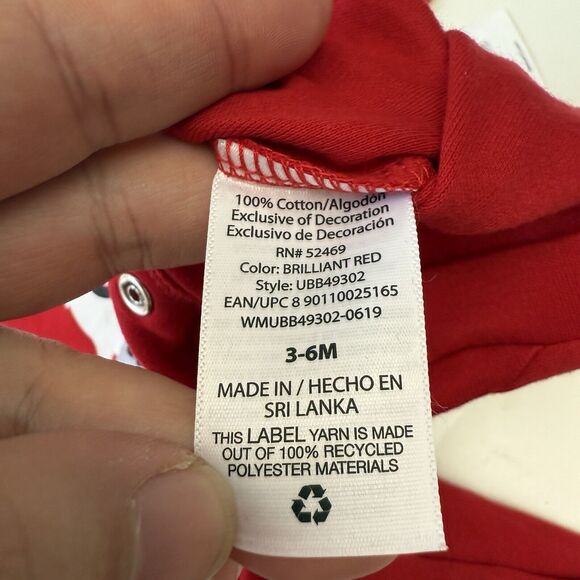 100% Cotton/Algodón
Exclusive of Decoration
Exclusivo de Decoración
RN# 52469
Color: BRILLIANT RED
Style: UBB49302
EAN/UPC 8 90110025165
WMUBB49302-0619
3-6M
MADE IN / HECHO EN
SRI LANKA
THIS LABEL YARN IS MADE
OUT OF 100% RECYCLED
POLYESTER MATERIALS